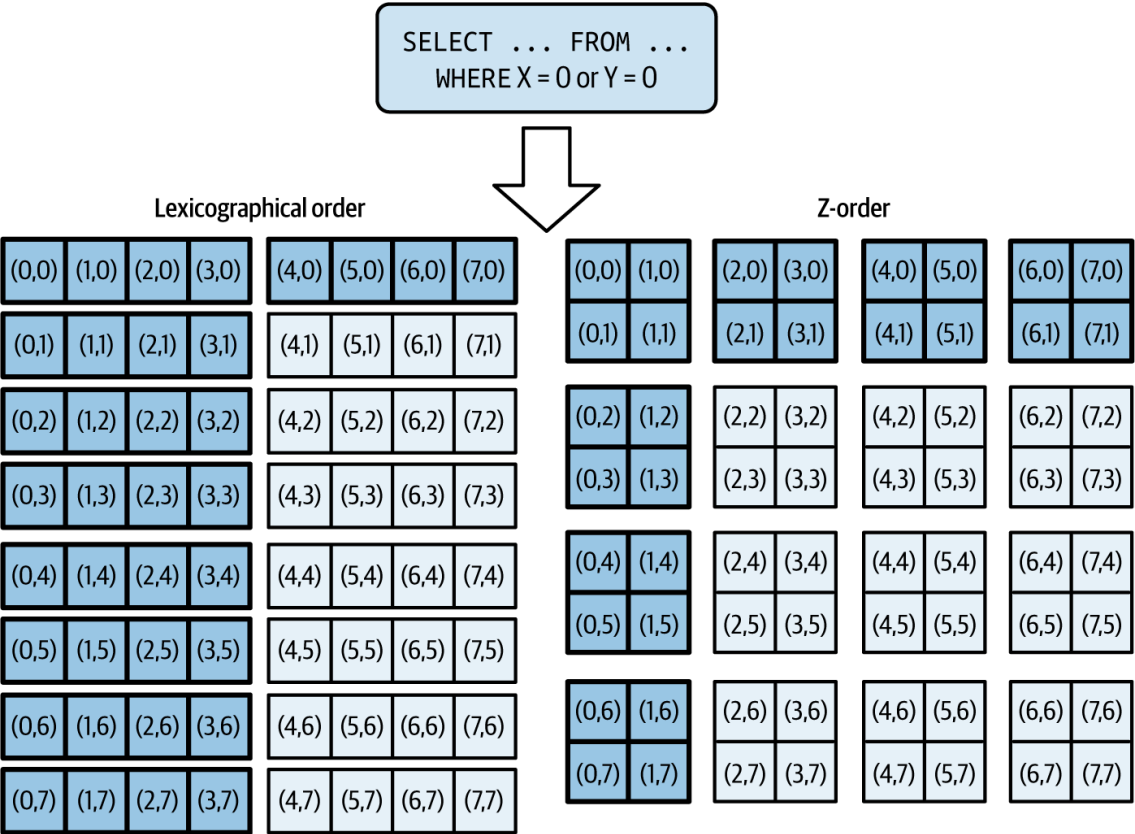 SELECT ... FROM ...
WHERE X = 0 or Y = 0
Lexicographical order
(0,0) (1,0) (2,0) (3,0) (4,0) (5,0) (6,0) (7,0)
(0,1) (1,1) (2,1) (3,1) (4,1) (5,1) (6,1) (7,1)
(0,2) (1,2) (2,2) (3,2) (4,2) (5,2) (6,2) (7,2)
(0,3) (1,3) (2,3) (3,3) (4,3) (5,3) (6,3) (7,3)
(0,4) (1,4) (2,4) (3,4) (4,4) (5,4) (6,4) (7,4)
(0,5) (1,5) (2,5) (3,5) (4,5) (5,5) (6,5) (7,5)
(0,6) (1,6) (2,6) (3,6) (4,6) (5,6) (6,6) (7,6)
(0,7) (1,7) (2,7) (3,7) (4,7) (5,7) (6,7) (7,7)
Z-order
(0,0) (1,0) (2,0) (3,0) (4,0) (5,0) (6,0) (7,0)
(0,1) (1,1) (2,1) (3,1) (4,1) (5,1) (6,1) (7,1)
(0,2) (1,2) (2,2) (3,2) (4,2) (5,2) (6,2) (7,2)
(0,3) (1,3) (2,3) (3,3) (4,3) (5,3) (6,3) (7,3)
(0,4) (1,4) (2,4) (3,4) (4,4) (5,4) (6,4) (7,4)
(0,5) (1,5) (2,5) (3,5) (4,5) (5,5) (6,5) (7,5)
(0,6) (1,6) (2,6) (3,6) (4,6) (5,6) (6,6) (7,6)
(0,7) (1,7) (2,7) (3,7) (4,7) (5,7) (6,7) (7,7)